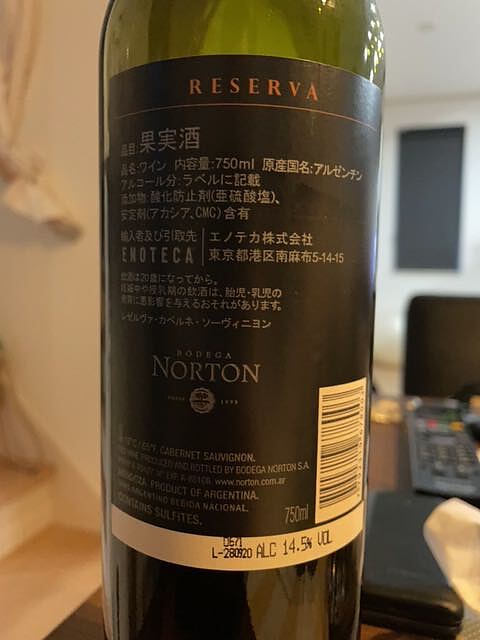 RESERVA
品目:果実酒
品名:ワイン 内容量:750ml 原産国名:アルゼンチン
アルコール分:ラベルに記載
添加物:酸化防止剤(亜硫酸塩)、
安定剤(アカシア、CMC)含有
輸入者及び引取先
ENOTECA
エノテカ株式会社
東京都港区南麻布5-14-15
飲酒は20歳になってから。
妊娠中や授乳期の飲酒は、胎児・乳児の
発育に悪影響を与えるおそれがあります。
レゼルヴァ・カベルネ・ソーヴィニヨン
BODEGA
NORTON
1895
CABERNET SAUVIGNON.
WINE PRODUCED AND BOTTLED BY BODEGA NORTON S.A.
www.norton.com.ar
PRODUCT OF ARGENTINA.
BEBIDA NACIONAL.
CONTAINS SULFITES.
750ml
L-280920 ALC 14.5% VOL